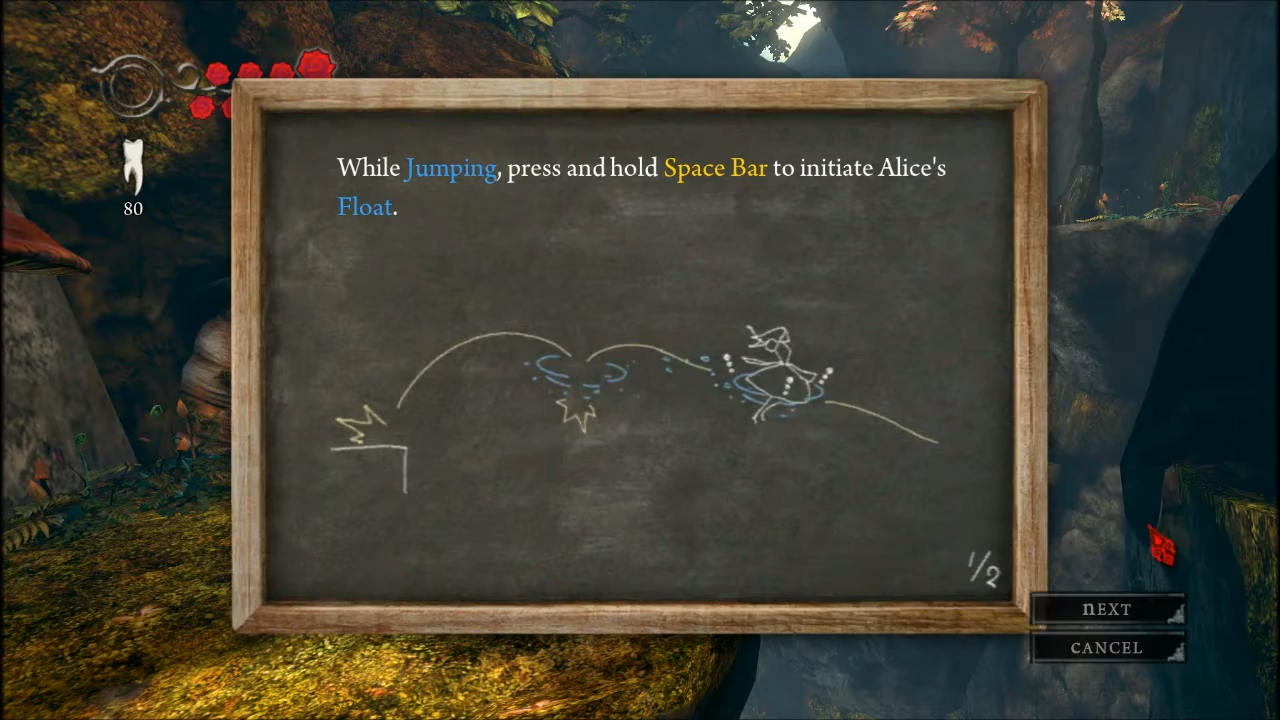 While Jumping, press and hold Space Bar to initiate Alice's
Float.
80
1/2
NEXT
CANCEL